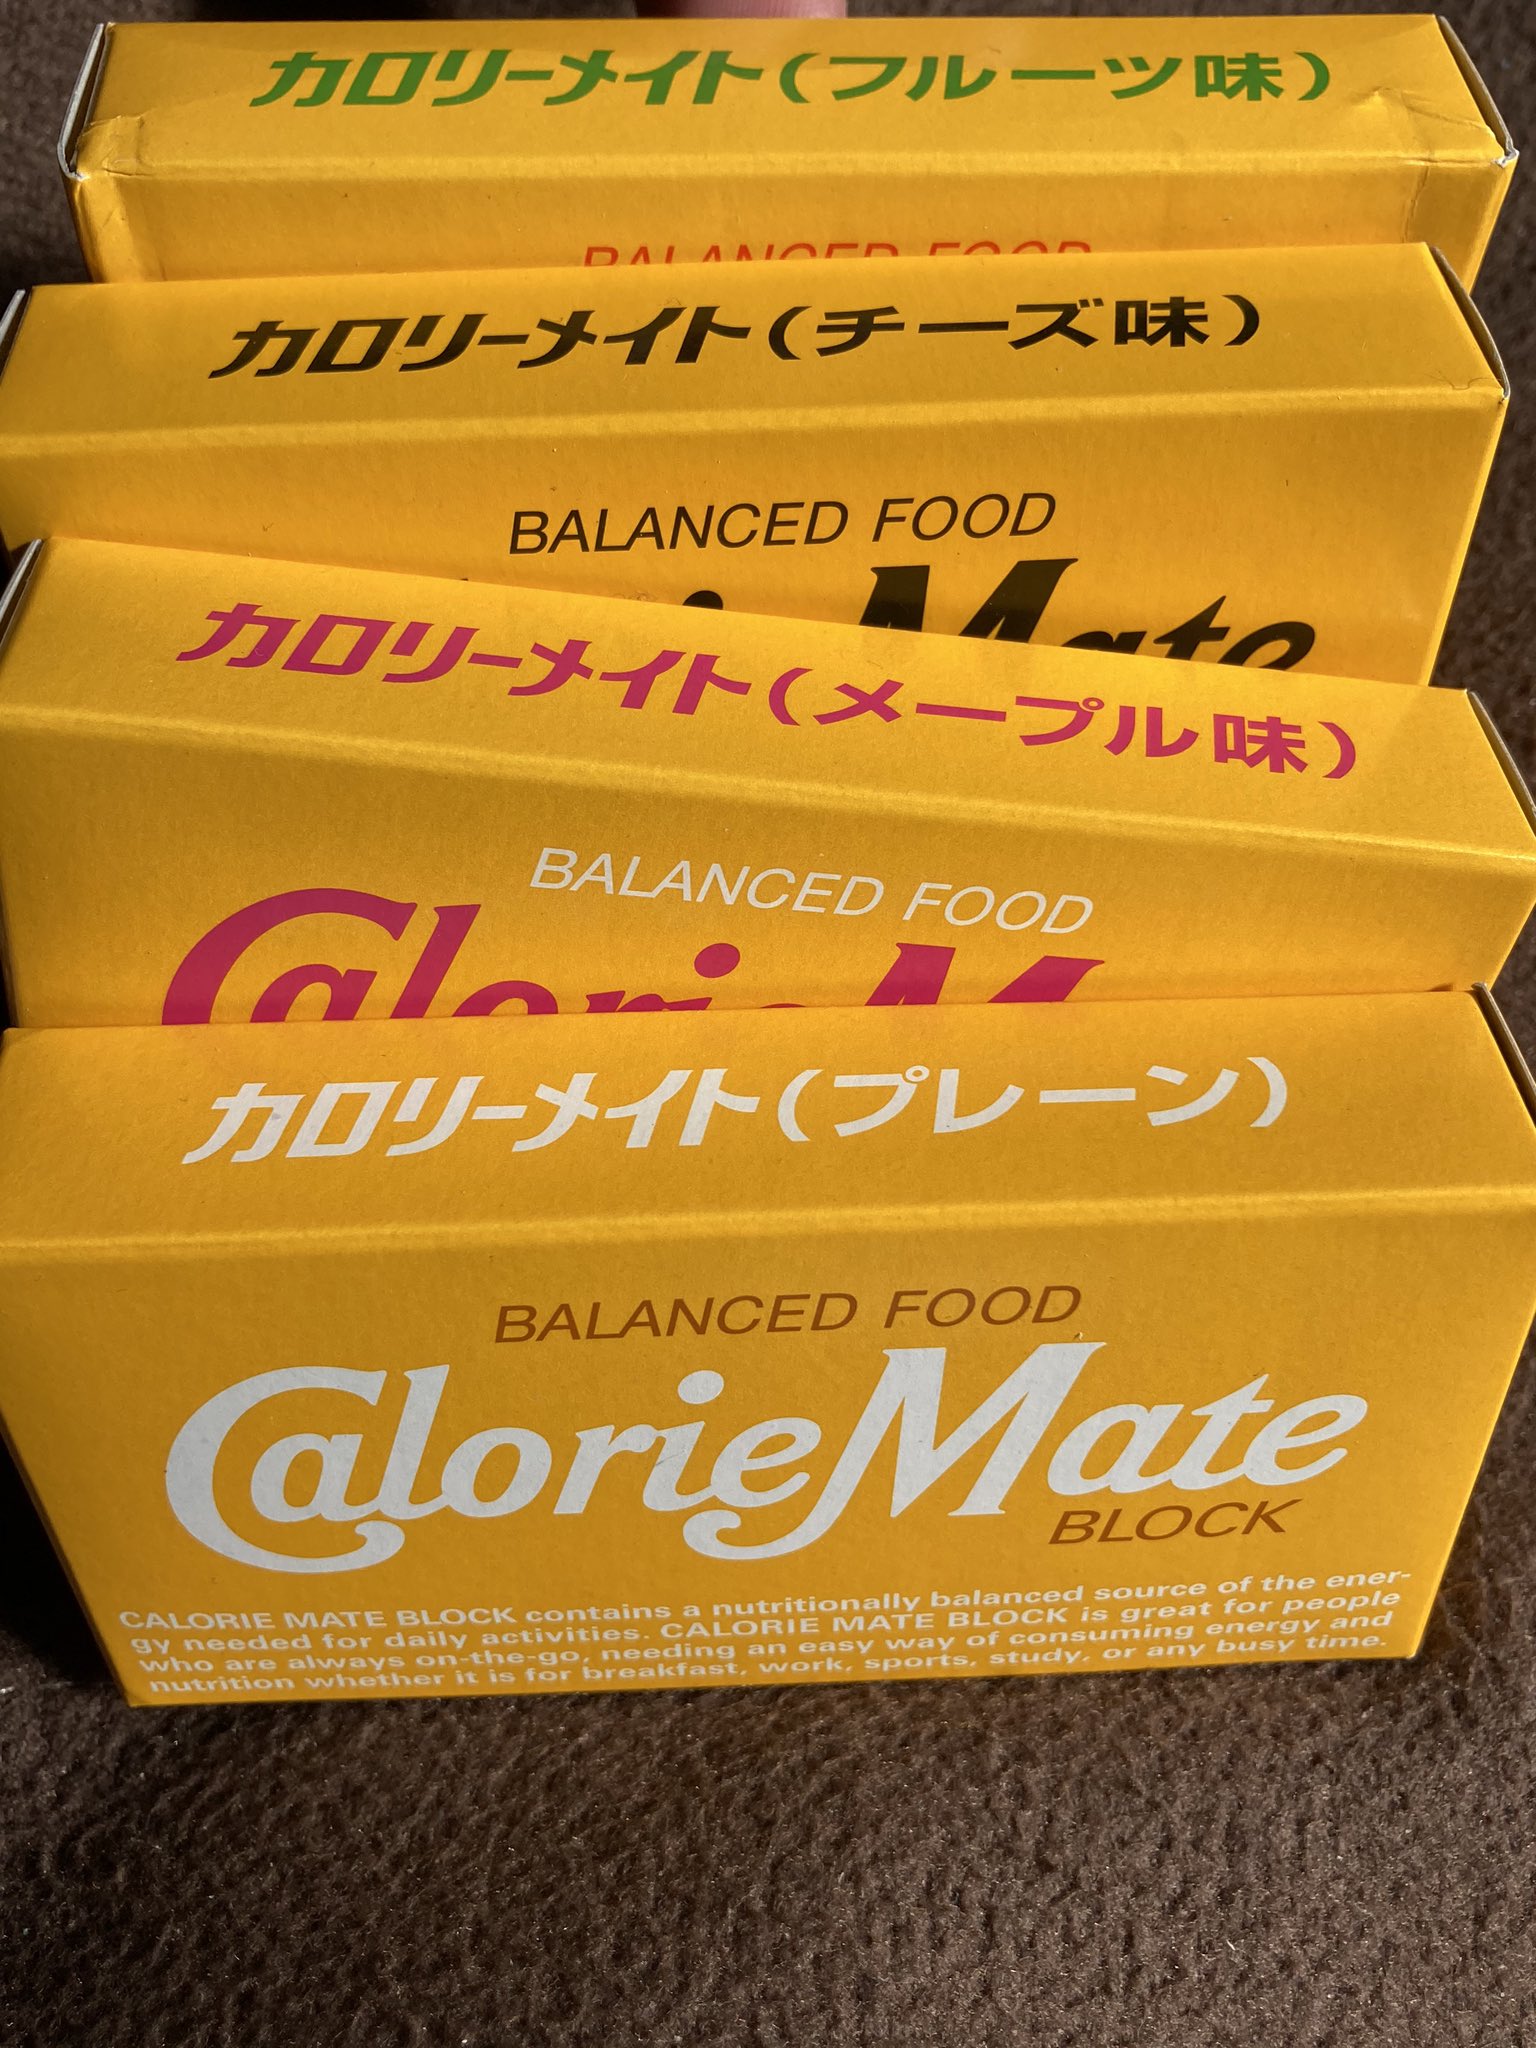 カロリーメイト(フルーツ味)
BALANCED FOOD
カロリーメイト(チーズ味)
BALANCED FOOD
Mate
カロリーメイト(メープル味)
BALANCED FOOD
CalorieM
カロリーメイト(プレーン)
BALANCED FOOD
CalorieMate
BLOCK
CALORIE MATE BLOCK contains a nutritionally balanced source of the ener-
gy needed for daily activities. CALORIE MATE BLOCK is great for people
who are always on-the-go, needing an easy way of consuming energy and
nutrition whether it is for breakfast, work, sports, study, or any busy time.